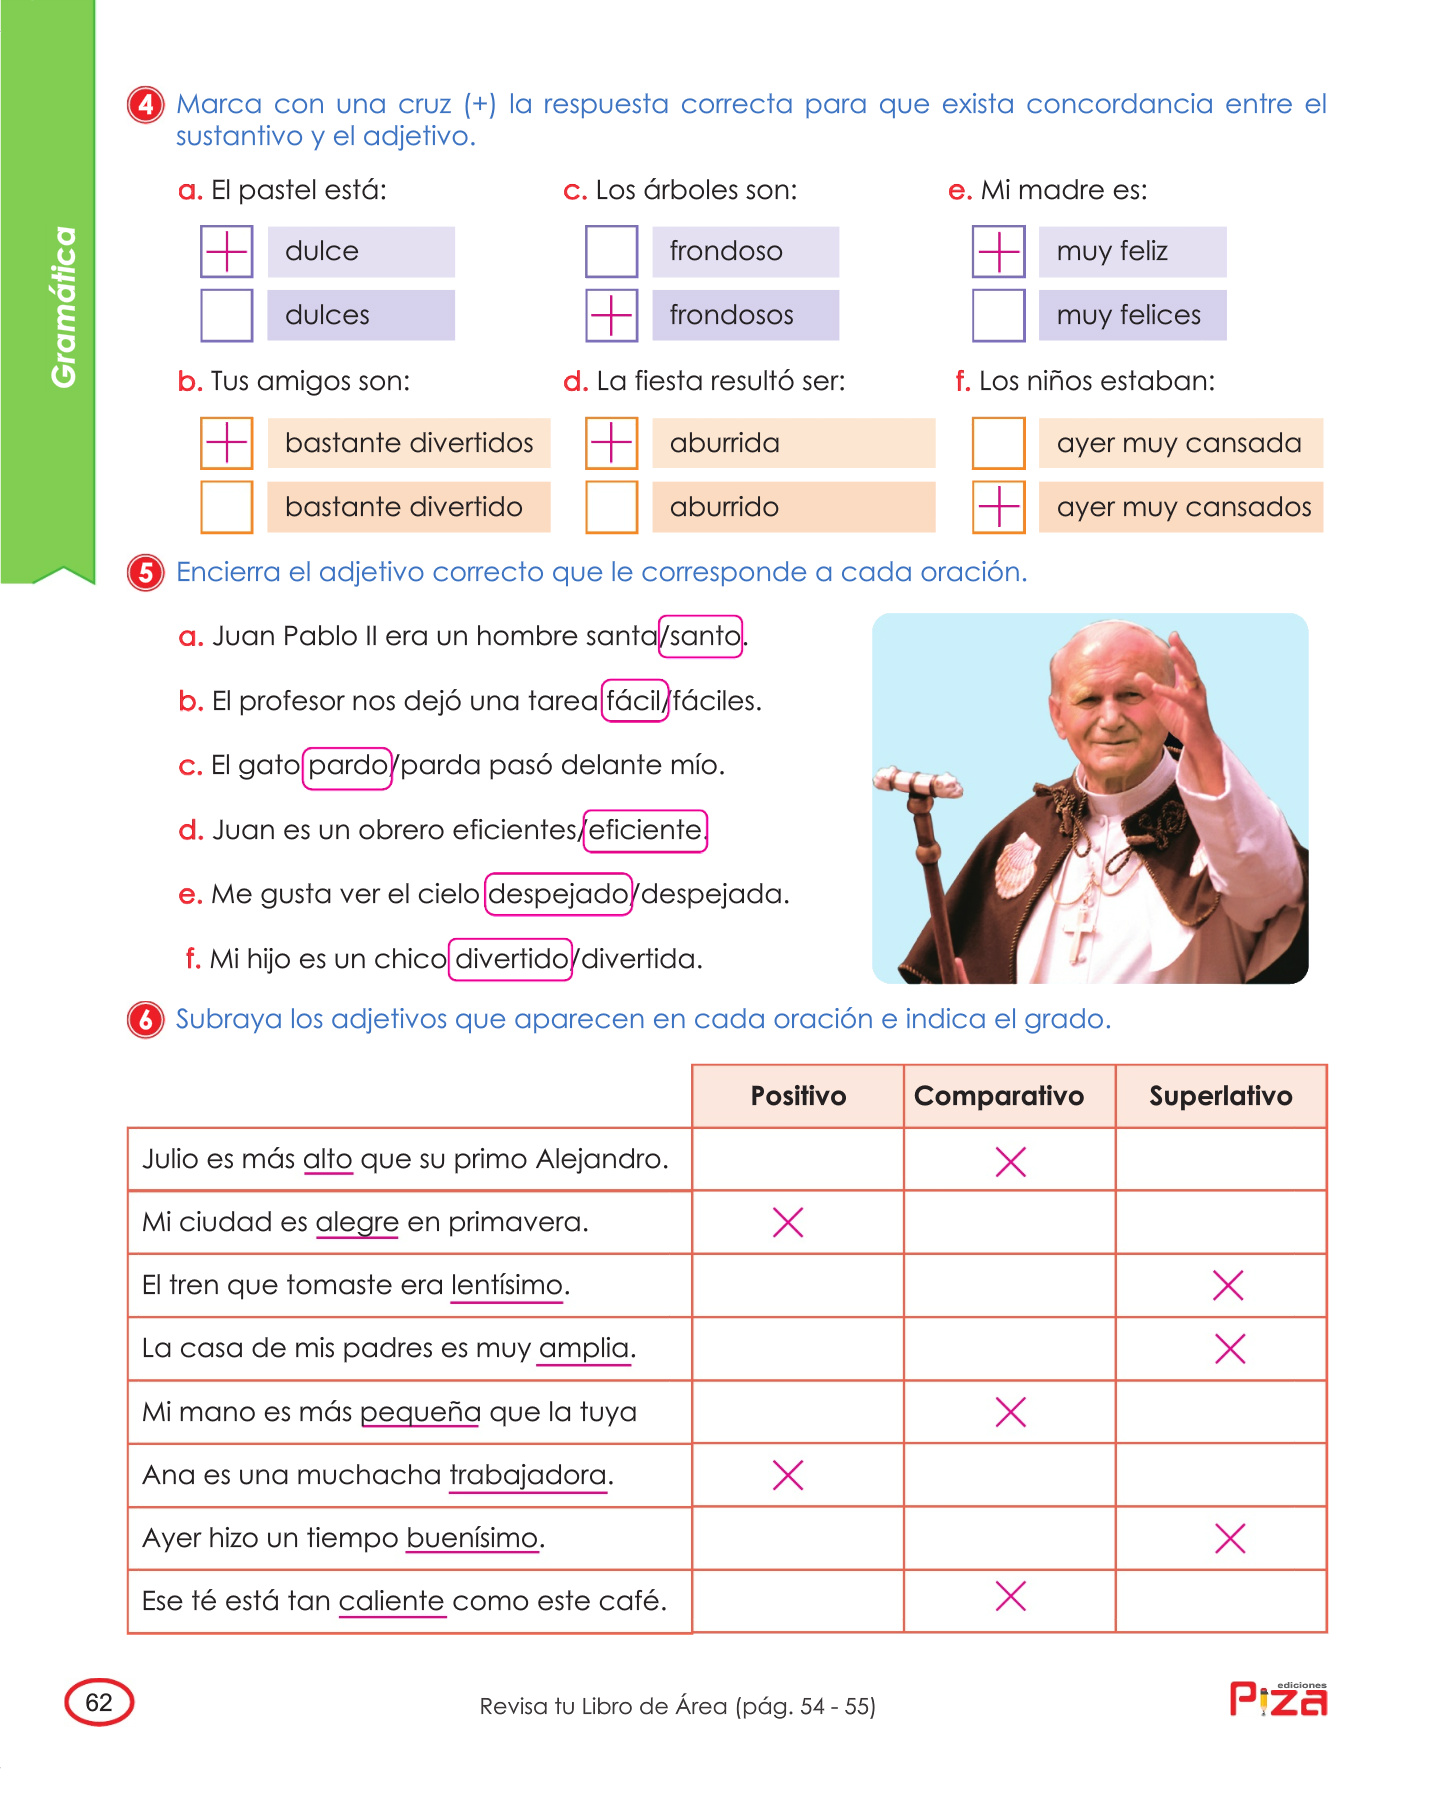 Gramática
4 Marca con una cruz (+) la respuesta correcta para que exista concordancia entre el
sustantivo y el adjetivo.
a. El pastel está:
dulce
dulces
c. Los árboles son:
frondoso
frondosos
e. Mi madre es:
muy feliz
muy felices
b. Tus amigos son:
bastante divertidos
bastante divertido
d. La fiesta resultó ser:
aburrida
aburrido
f. Los niños estaban:
ayer muy cansada
ayer muy cansados
5 Encierra el adjetivo correcto que le corresponde a cada oración.
a. Juan Pablo II era un hombre santa/santo.
b. El profesor nos dejó una tarea fácil/fáciles.
c. El gato pardo/parda pasó delante mío.
d. Juan es un obrero eficientes/eficiente.
e. Me gusta ver el cielo despejado/despejada.
f. Mi hijo es un chico divertido/divertida.
6 Subraya los adjetivos que aparecen en cada oración e indica el grado.
Positivo Comparativo Superlativo
Julio es más alto que su primo Alejandro.
Mi ciudad es alegre en primavera.
El tren que tomaste era lentísimo.
La casa de mis padres es muy amplia.
Mi mano es más pequeña que la tuya
Ana es una muchacha trabajadora.
Ayer hizo un tiempo buenísimo.
Ese té está tan caliente como este café.
62
Revisa tu Libro de Área (pág. 54 - 55)
ediciones
Piza